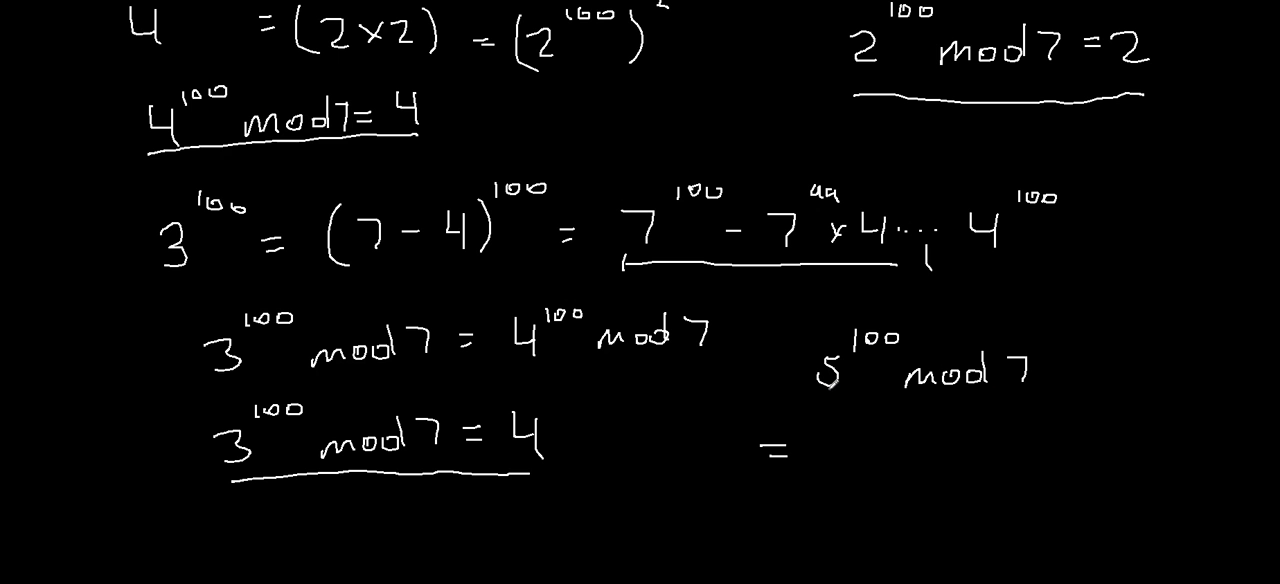 4 = (2×2) = (2^100)^2
2^100 mod 7 = 2
4^100 mod 7 = 4
3^100 = (7 - 4)^100 = 7^100 - 7^99 × 4 .... 4^100
3^100 mod 7 = 4^100 mod 7
5^100 mod 7
3^100 mod 7 = 4
=